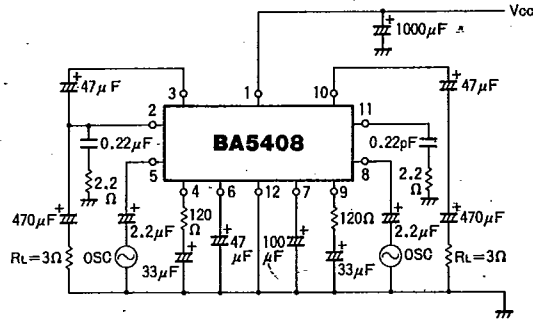 Vcc
1000μF
47μF
3
1
10
47μF
2
11
0.22μF
BA5408
0.22pF
5
8
2.2
Ω
4
6
12
7
9
2.2
Ω
470μF
2.2μF
120
Ω
47
μF
100
μF
120Ω
2.2μF
470μF
RL=3Ω
OSC
33μF
33μF
OSC
RL=3Ω